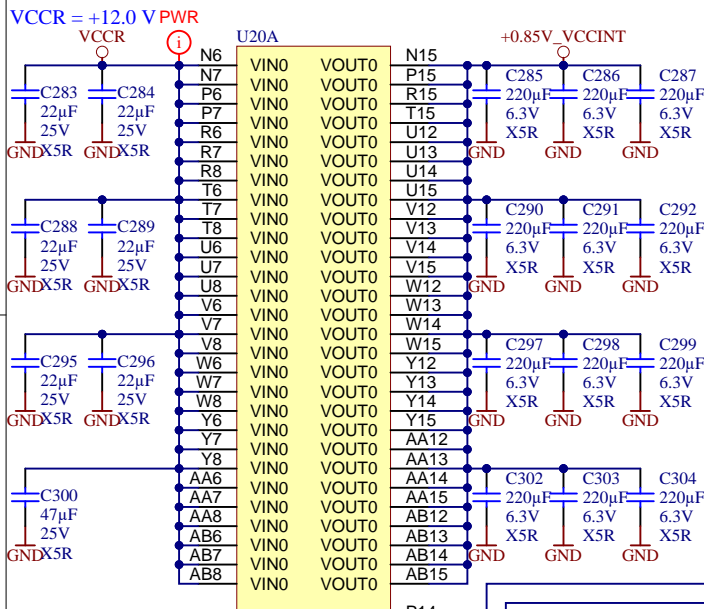 VCCR = +12.0 V PWR
VCCR i U20A +0.85V_VCCINT
N6 VIN0 VOUT0 N15
N7 VIN0 VOUT0 P15
P6 VIN0 VOUT0 R15
P7 VIN0 VOUT0 T15
R6 VIN0 VOUT0 U12
R7 VIN0 VOUT0 U13
R8 VIN0 VOUT0 U14
T6 VIN0 VOUT0 U15
T7 VIN0 VOUT0 V12
T8 VIN0 VOUT0 V13
U6 VIN0 VOUT0 V14
U7 VIN0 VOUT0 V15
U8 VIN0 VOUT0 W12
V6 VIN0 VOUT0 W13
V7 VIN0 VOUT0 W14
V8 VIN0 VOUT0 W15
W6 VIN0 VOUT0 Y12
W7 VIN0 VOUT0 Y13
W8 VIN0 VOUT0 Y14
Y6 VIN0 VOUT0 Y15
Y7 VIN0 VOUT0 AA12
Y8 VIN0 VOUT0 AA13
AA6 VIN0 VOUT0 AA14
AA7 VIN0 VOUT0 AA15
AA8 VIN0 VOUT0 AB12
AB6 VIN0 VOUT0 AB13
AB7 VIN0 VOUT0 AB14
AB8 VIN0 VOUT0 AB15
C283 C284 C285 C286 C287
22µF 22µF 220µF 220µF 220µF
25V 25V 6.3V 6.3V 6.3V
X5R X5R X5R X5R X5R
GND GND GND GND GND
C288 C289 C290 C291 C292
22µF 22µF 220µF 220µF 220µF
25V 25V 6.3V 6.3V 6.3V
X5R X5R X5R X5R X5R
GND GND GND GND GND
C295 C296 C297 C298 C299
22µF 22µF 220µF 220µF 220µF
25V 25V 6.3V 6.3V 6.3V
X5R X5R X5R X5R X5R
GND GND GND GND GND
C300 C302 C303 C304
47µF 220µF 220µF 220µF
25V 6.3V 6.3V 6.3V
X5R X5R X5R X5R
GND GND GND GND